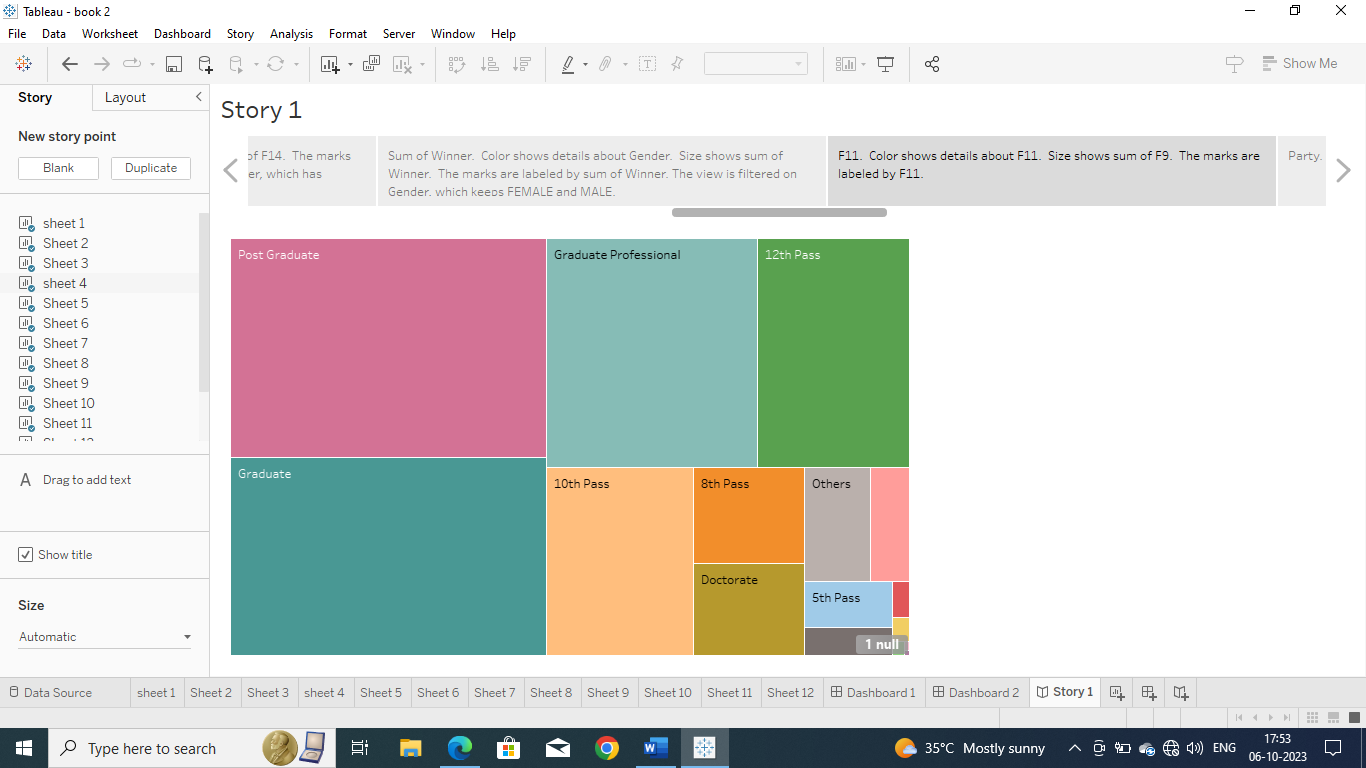 Tableau - book 2
File Data Worksheet Dashboard Story Analysis Format Server Window Help
Show Me
Story Layout
New story point
Blank Duplicate
sheet 1
Sheet 2
Sheet 3
sheet 4
Sheet 5
Sheet 6
Sheet 7
Sheet 8
Sheet 9
Sheet 10
Sheet 11
A Drag to add text
Show title
Size
Automatic
Story 1
of F14. The marks
er, which has
Sum of Winner. Color shows details about Gender. Size shows sum of
Winner. The marks are labeled by sum of Winner. The view is filtered on
Gender, which keeps FEMALE and MALE.
F11. Color shows details about F11. Size shows sum of F9. The marks are
labeled by F11.
Party.
Post Graduate
Graduate Professional
12th Pass
Graduate
10th Pass
8th Pass
Others
Doctorate
5th Pass
1 null
Data Source sheet 1 Sheet 2 Sheet 3 sheet 4 Sheet 5 Sheet 6 Sheet 7 Sheet 8 Sheet 9 Sheet 10 Sheet 11 Sheet 12 Dashboard 1 Dashboard 2 Story 1
Type here to search
35°C Mostly sunny
ENG
17:53
06-10-2023